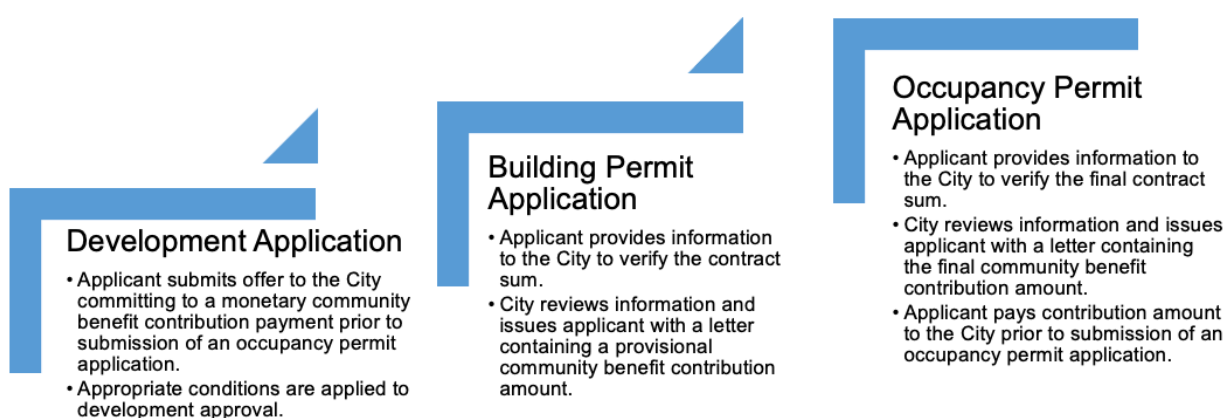 Development Application
• Applicant submits offer to the City
committing to a monetary community
benefit contribution payment prior to
submission of an occupancy permit
application.
• Appropriate conditions are applied to
development approval.
Building Permit
Application
• Applicant provides information
to the City to verify the contract
sum.
• City reviews information and
issues applicant with a letter
containing a provisional
community benefit contribution
amount.
Occupancy Permit
Application
• Applicant provides information to
the City to verify the final contract
sum.
• City reviews information and issues
applicant with a letter containing
the final community benefit
contribution amount.
• Applicant pays contribution amount
to the City prior to submission of an
occupancy permit application.